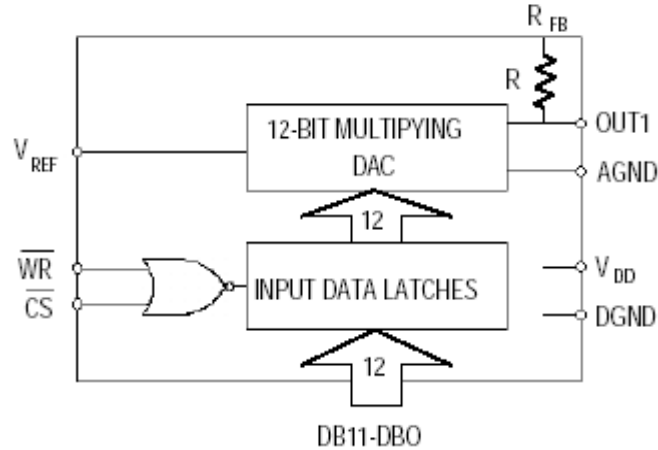 R FB
R
12-BIT MULTIPYING
DAC
OUT1
V REF
AGND
12
WR
CS
INPUT DATA LATCHES
V DD
DGND
12
DB11-DBO